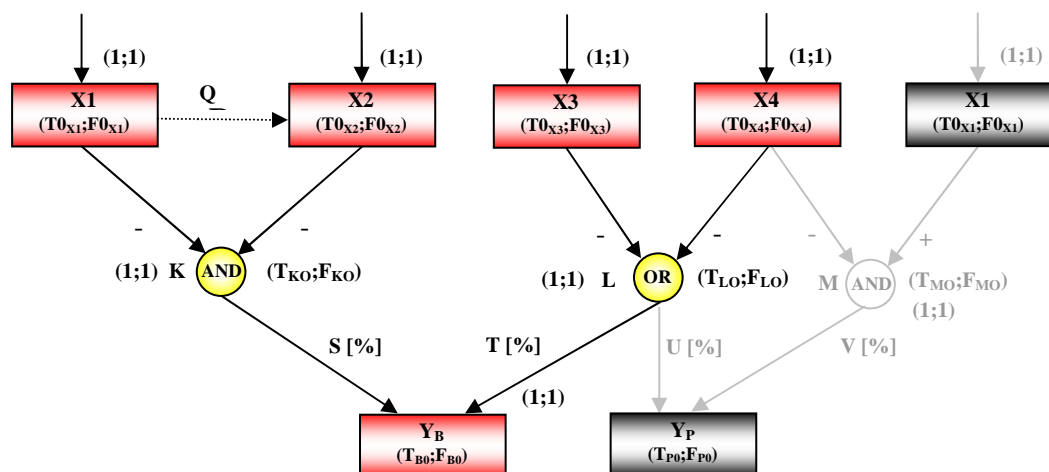 (1;1) (1;1) (1;1) (1;1) (1;1)
X1 Q X2 X3 X4 X1
(T0X1;F0X1) (T0X2;F0X2) (T0X3;F0X3) (T0X4;F0X4) (T0X1;F0X1)
- - - - - +
(1;1) K AND (TKO;FKO) (1;1) L OR (TLO;FLO) M AND (TMO;FMO)
(1;1)
S [%] T [%] U [%] V [%]
(1;1)
YB YP
(TB0;FB0) (TP0;FP0)